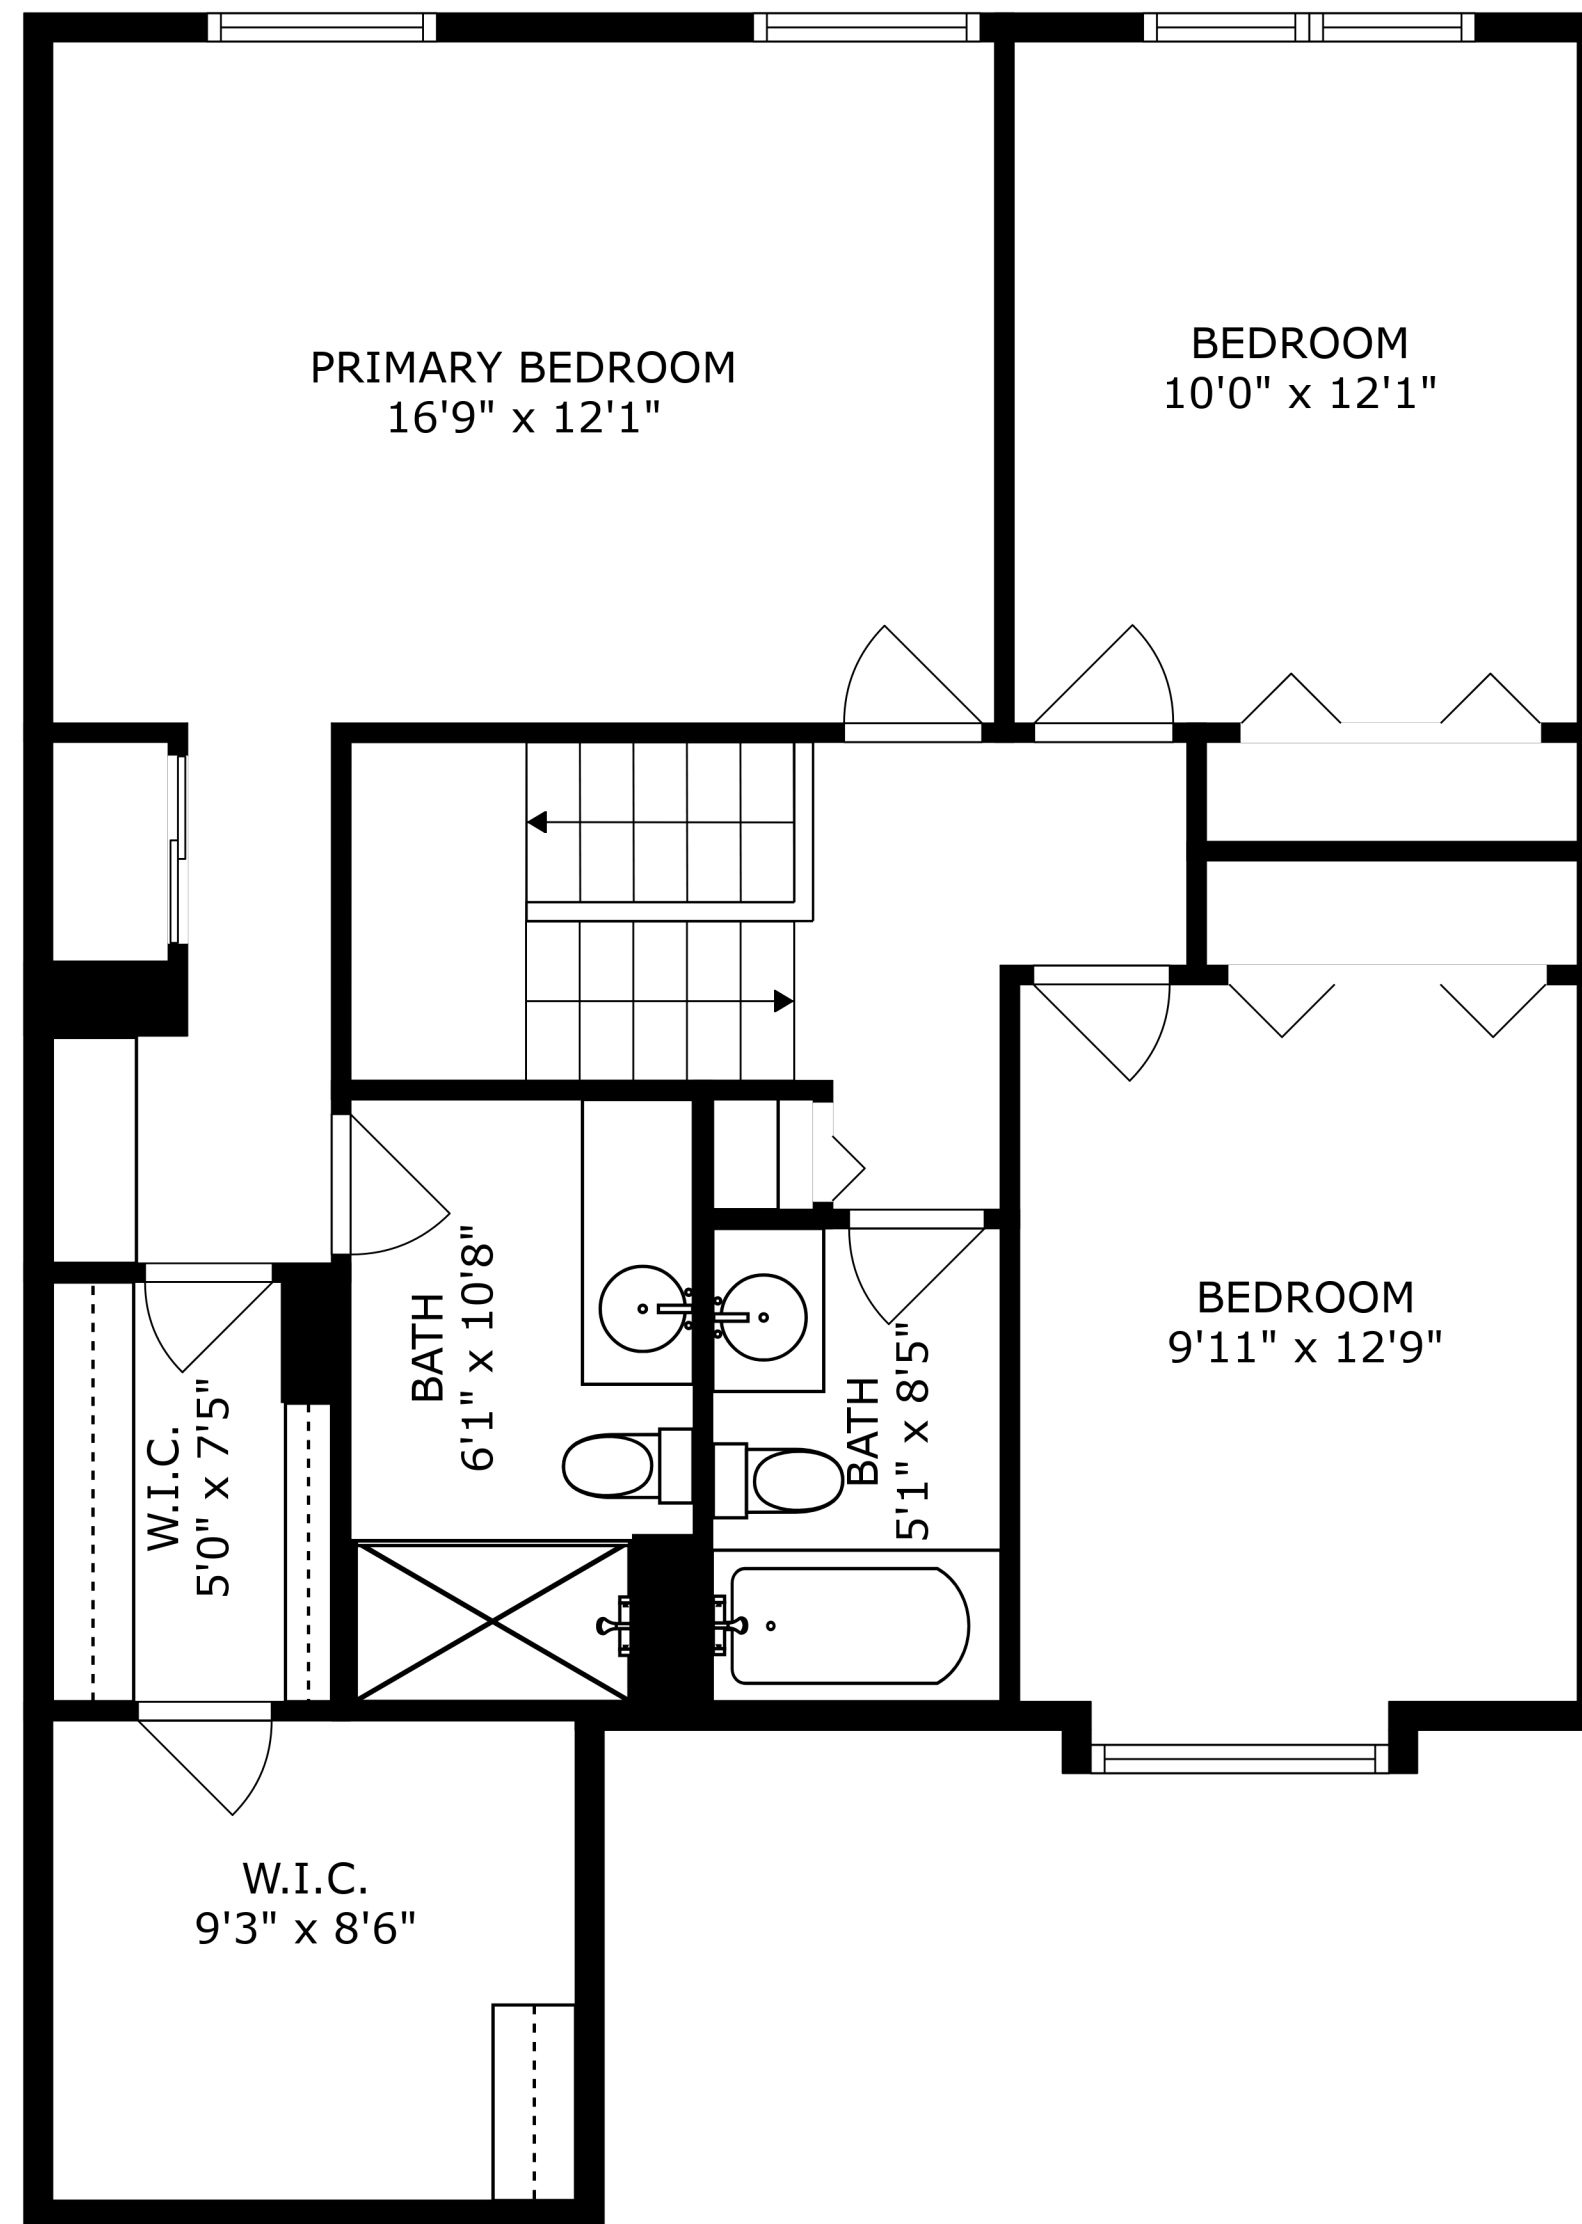 PRIMARY BEDROOM
16'9" x 12'1"
BEDROOM
10'0" x 12'1"
BATH
6'1" x 10'8"
BATH
5'1" x 8'5"
BEDROOM
9'11" x 12'9"
W.I.C.
5'0" x 7'5"
W.I.C.
9'3" x 8'6"